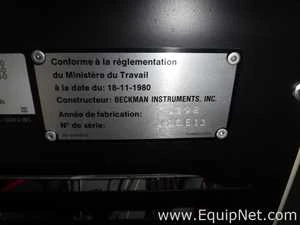 Conforme à la réglementation
du Ministère du Travail
à la date du: 18-11-1980
Constructeur: BECKMAN INSTRUMENTS, INC.
Année de fabrication:
N° de série:
www.EquipNet.com